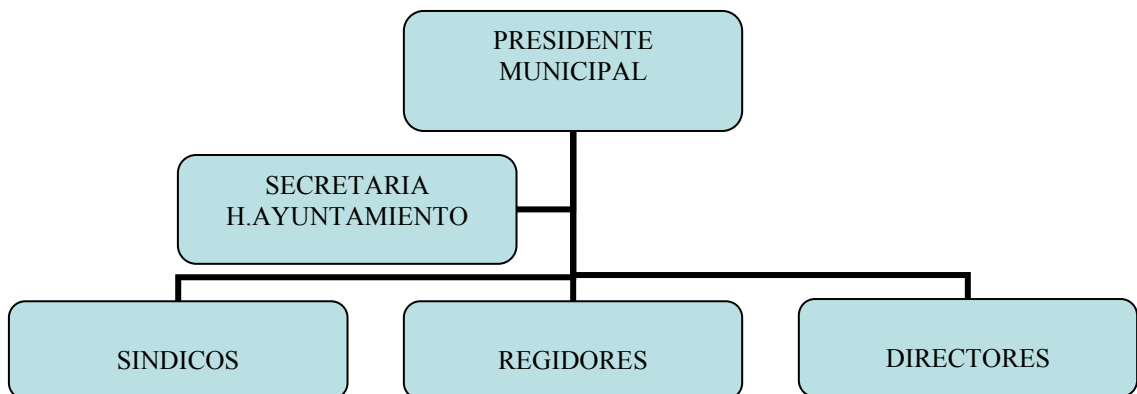 PRESIDENTE
MUNICIPAL
SECRETARIA
H.AYUNTAMIENTO
SINDICOS
REGIDORES
DIRECTORES